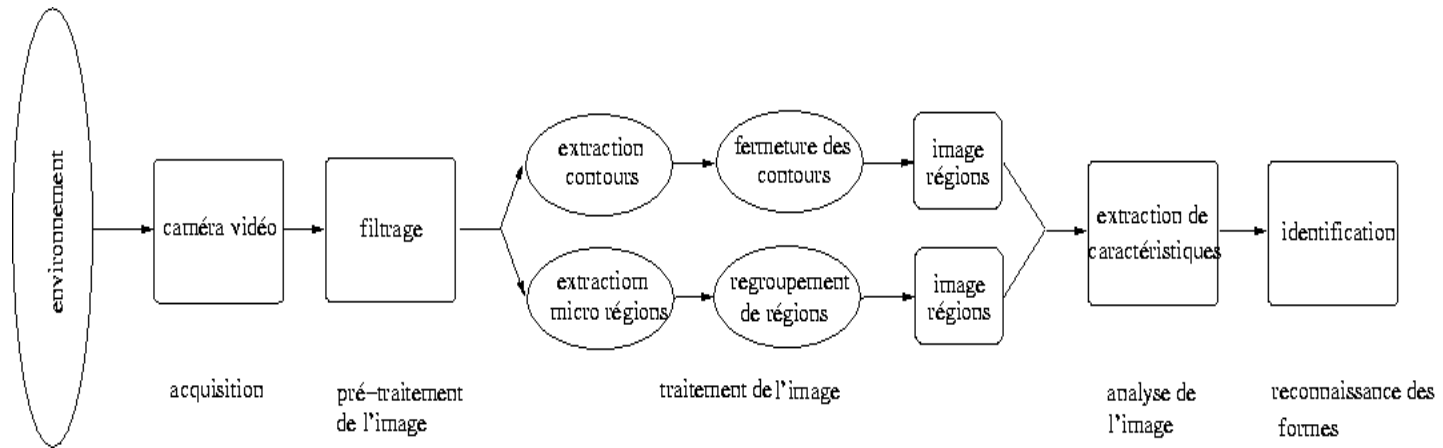 environnement
caméra vidéo
filtrage
extraction
contours
fermeture des
contours
image
régions
extraction
micro régions
regroupement
de régions
image
régions
extraction de
caractéristiques
identification
acquisition
pré-traitement
de l'image
traitement de l'image
analyse de
l'image
reconnaissance des
formes